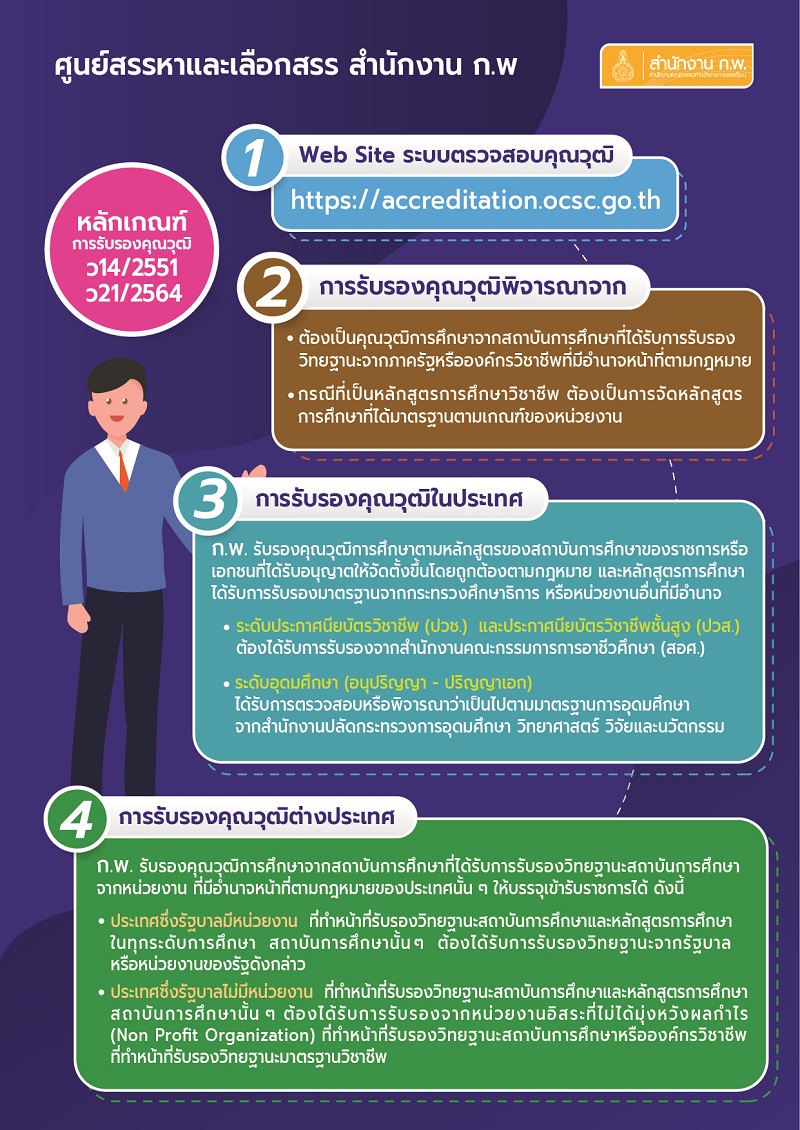 ศูนย์สรรหาและเลือกสรร สำนักงาน ก.พ
สำนักงาน ก.พ.
สำนักงานคณะกรรมการข้าราชการพลเรือน
หลักเกณฑ์
การรับรองคุณวุฒิ
ว14/2551
ว21/2564
1 Web Site ระบบตรวจสอบคุณวุฒิ
https://accreditation.ocsc.go.th
2 การรับรองคุณวุฒิพิจารณาจาก
• ต้องเป็นคุณวุฒิการศึกษาจากสถาบันการศึกษาที่ได้รับการรับรอง
วิทยฐานะจากภาครัฐหรือองค์กรวิชาชีพที่มีอำนาจหน้าที่ตามกฎหมาย
• กรณีที่เป็นหลักสูตรการศึกษาวิชาชีพ ต้องเป็นการจัดหลักสูตร
การศึกษาที่ได้มาตรฐานตามเกณฑ์ของหน่วยงาน
3 การรับรองคุณวุฒิในประเทศ
ก.พ. รับรองคุณวุฒิการศึกษาตามหลักสูตรของสถาบันการศึกษาของราชการหรือ
เอกชนที่ได้รับอนุญาตให้จัดตั้งขึ้นโดยถูกต้องตามกฎหมาย และหลักสูตรการศึกษา
ได้รับการรับรองมาตรฐานจากกระทรวงศึกษาธิการ หรือหน่วยงานอื่นที่มีอำนาจ
• ระดับประกาศนียบัตรวิชาชีพ (ปวช.) และประกาศนียบัตรวิชาชีพชั้นสูง (ปวส.)
ต้องได้รับการรับรองจากสำนักงานคณะกรรมการการอาชีวศึกษา (สอศ.)
• ระดับอุดมศึกษา (อนุปริญญา - ปริญญาเอก)
ได้รับการตรวจสอบหรือพิจารณาว่าเป็นไปตามมาตรฐานการอุดมศึกษา
จากสำนักงานปลัดกระทรวงการอุดมศึกษา วิทยาศาสตร์ วิจัยและนวัตกรรม
4 การรับรองคุณวุฒิต่างประเทศ
ก.พ. รับรองคุณวุฒิการศึกษาจากสถาบันการศึกษาที่ได้รับการรับรองวิทยฐานะสถาบันการศึกษา
จากหน่วยงาน ที่มีอำนาจหน้าที่ตามกฎหมายของประเทศนั้น ๆ ให้บรรจุเข้ารับราชการได้ ดังนี้
• ประเทศซึ่งรัฐบาลมีหน่วยงาน ที่ทำหน้าที่รับรองวิทยฐานะสถาบันการศึกษาและหลักสูตรการศึกษา
ในทุกระดับการศึกษา สถาบันการศึกษานั้น ๆ ต้องได้รับการรับรองวิทยฐานะจากรัฐบาล
หรือหน่วยงานของรัฐดังกล่าว
• ประเทศซึ่งรัฐบาลไม่มีหน่วยงาน ที่ทำหน้าที่รับรองวิทยฐานะสถาบันการศึกษาและหลักสูตรการศึกษา
สถาบันการศึกษานั้น ๆ ต้องได้รับการรับรองจากหน่วยงานอิสระที่ไม่ได้มุ่งหวังผลกำไร
(Non Profit Organization) ที่ทำหน้าที่รับรองวิทยฐานะสถาบันการศึกษาหรือองค์กรวิชาชีพ
ที่ทำหน้าที่รับรองวิทยฐานะมาตรฐานวิชาชีพ